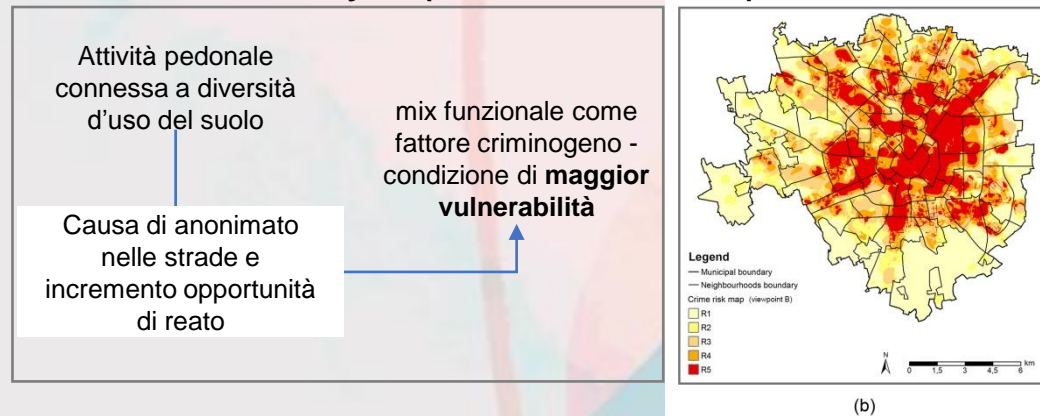 Attività pedonale
connessa a diversità
d'uso del suolo
mix funzionale come
fattore criminogeno -
condizione di maggior
vulnerabilità
Causa di anonimato
nelle strade e
incremento opportunità
di reato
Legend
Municipal boundary
Neighbourhoods boundary
Crime risk map (viewpoint B)
R1
R2
R3
R4
R5
N
km
0 1,5 3 4,5 6
(b)